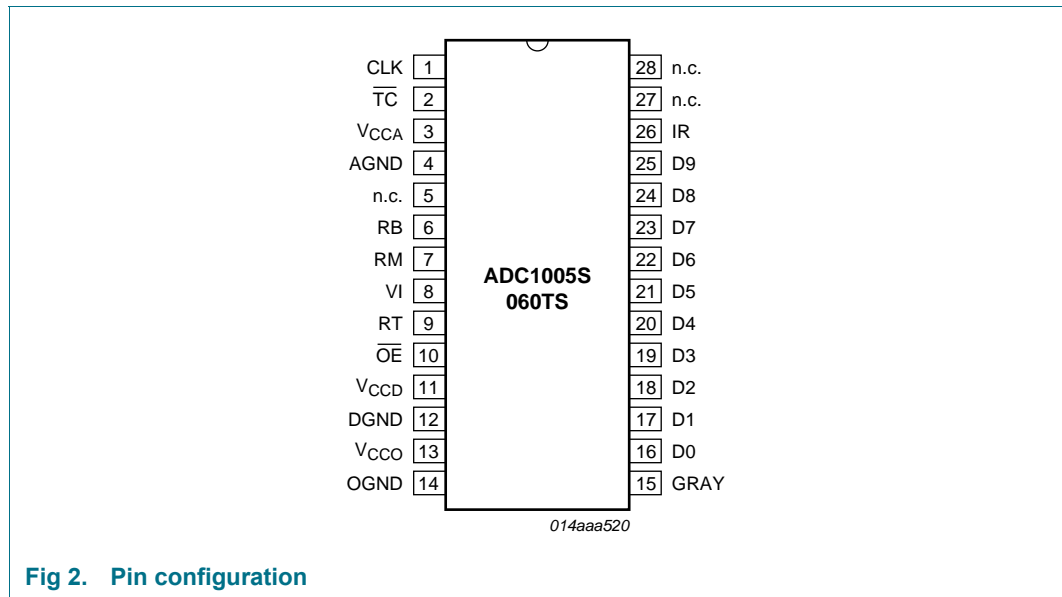 CLK 1 28 n.c.
T̅C̅ 2 27 n.c.
VCCA 3 26 IR
AGND 4 25 D9
n.c. 5 24 D8
RB 6 23 D7
RM 7 22 D6
VI 8 21 D5
RT 9 20 D4
O̅E̅ 10 19 D3
VCCD 11 18 D2
DGND 12 17 D1
VCCO 13 16 D0
OGND 14 15 GRAY
ADC1005S
060TS
014aaa520
Fig 2. Pin configuration